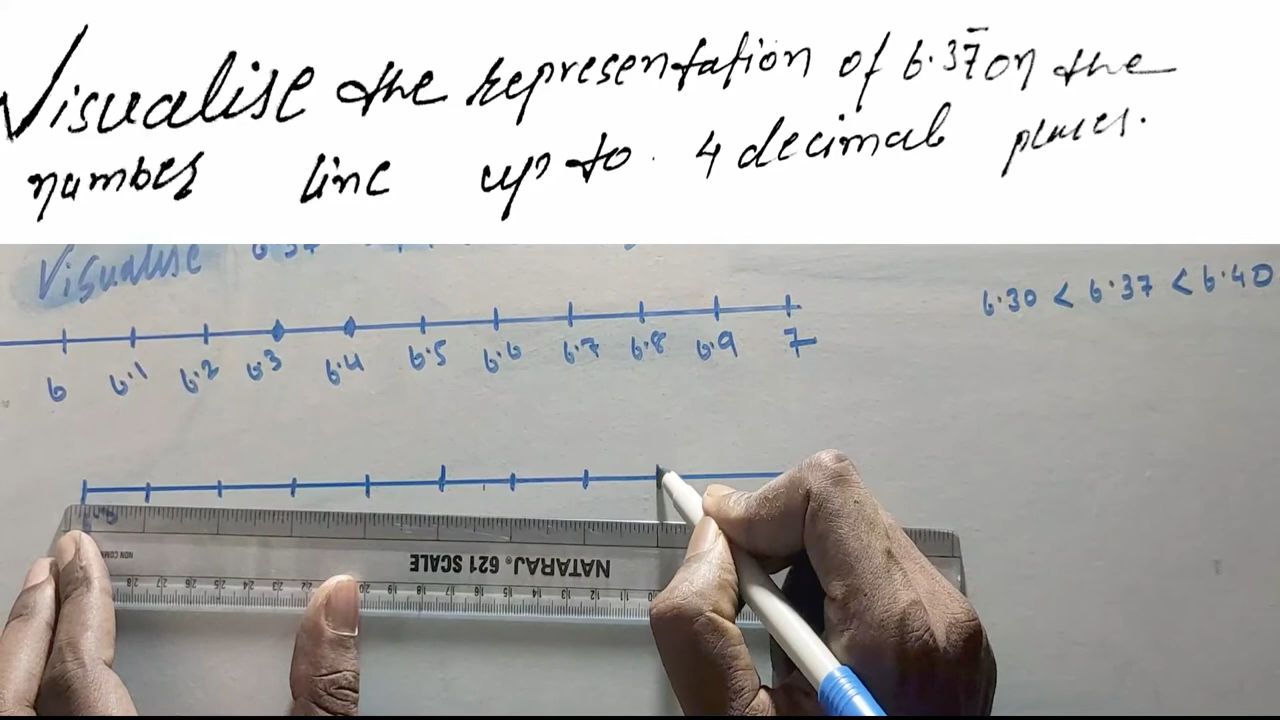 Visualise the representation of 6.37̄ on the
number line up to 4 decimal places.
Visualise 6.37
6.30 < 6.37 < 6.40
6 6.1 6.2 6.3 6.4 6.5 6.6 6.7 6.8 6.9 7
NATARAJ. 621 SCALE